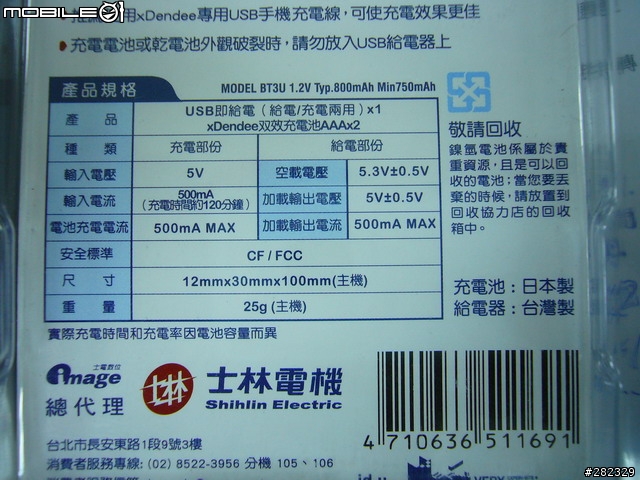 MOBILE01
用xDendee專用USB手機充電線，可使充電效果更佳
• 充電電池或乾電池外觀破裂時，請勿放入USB給電器上
產品規格
MODEL BT3U 1.2V Typ.800mAh Min750mAh
產 品 USB即給電（給電/充電兩用）x1
xDendee双效充電池AAAx2
種 類 充電部份 給電部份
輸入電壓 5V 空載電壓 5.3V±0.5V
輸入電流 500mA
(充電時間約120分鐘) 加載輸出電壓 5V±0.5V
電池充電電流 500mA MAX 加載輸出電流 500mA MAX
安全標準 CF / FCC
尺 寸 12mmx30mmx100mm(主機)
重 量 25g (主機)
實際充電時間和充電率因電池容量而異
敬請回收
鎳氫電池係屬於貴
重資源，且是可以回
收的電池；當您要丟
棄的時候，請放置到
回收協力店的回收
箱中。
充電池：日本製
給電器：台灣製
士電數位
image
總代理
士林
士林電機
Shihlin Electric
4 710636 511691
台北市長安東路1段9號3樓
消費者服務專線: (02) 8522-3956 分機 105、106
#282329